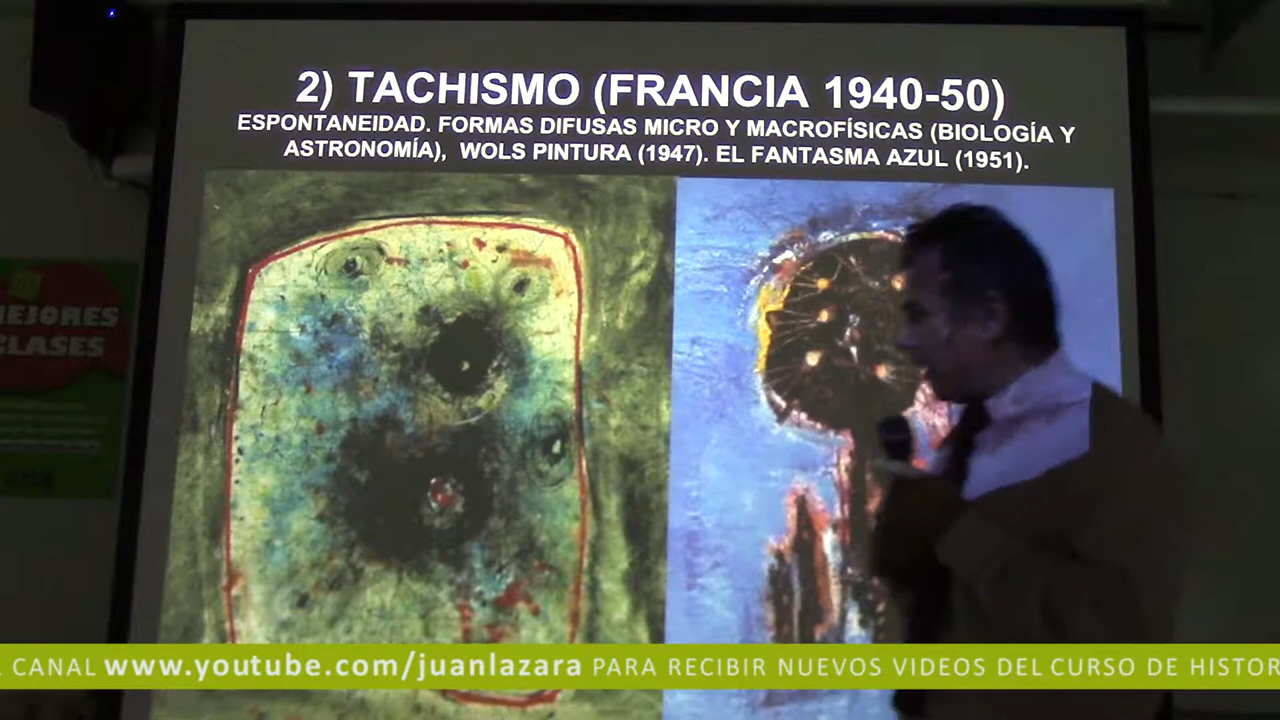 2) TACHISMO (FRANCIA 1940-50)
ESPONTANEIDAD. FORMAS DIFUSAS MICRO Y MACROFÍSICAS (BIOLOGÍA Y
ASTRONOMÍA), WOLS PINTURA (1947). EL FANTASMA AZUL (1951).
MEJORES
CLASES
CANAL www.youtube.com/juanlazara PARA RECIBIR NUEVOS VIDEOS DEL CURSO DE HISTOR